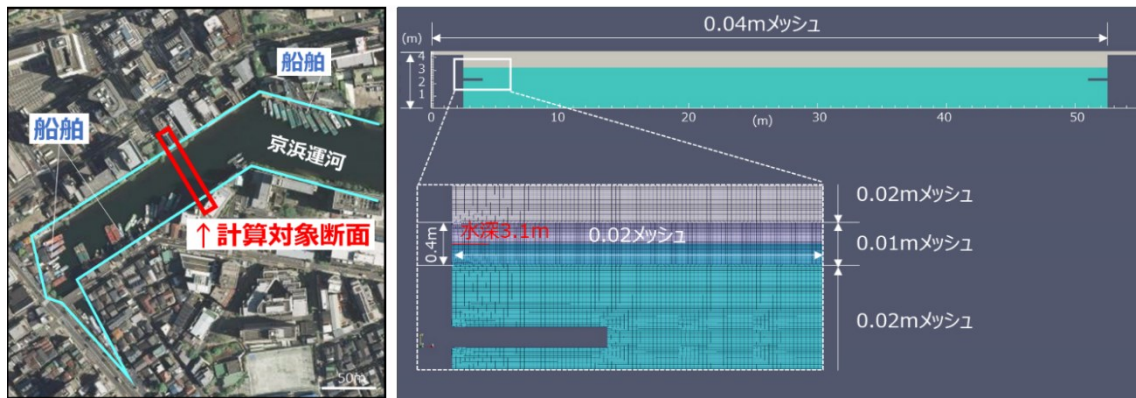 船舶
船舶
京浜運河
↑計算対象断面
50m
0.04mメッシュ
(m)
4
3
2
1
0
10
20
(m)
30
40
50
0.02mメッシュ
0.02メッシュ
水深3.1m
0.4m
0.01mメッシュ
0.02mメッシュ